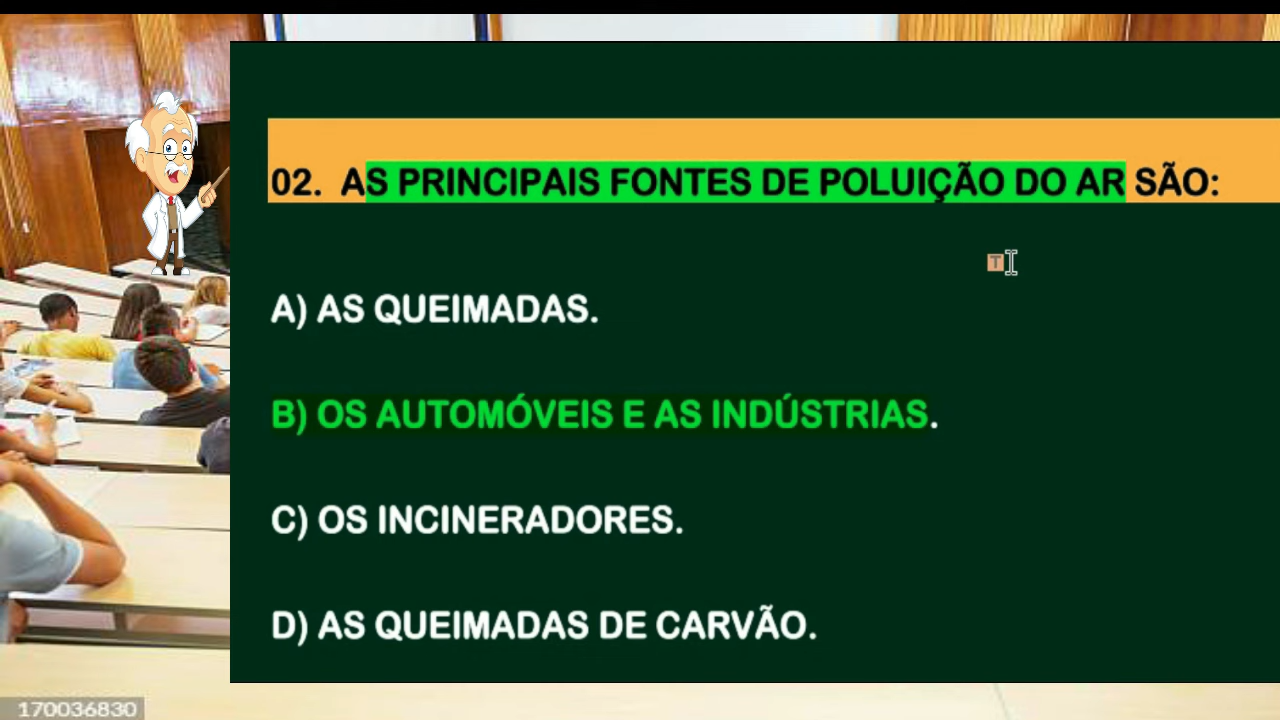 02. AS PRINCIPAIS FONTES DE POLUIÇÃO DO AR SÃO:
T
A) AS QUEIMADAS.
B) OS AUTOMÓVEIS E AS INDÚSTRIAS.
C) OS INCINERADORES.
D) AS QUEIMADAS DE CARVÃO.
170036830